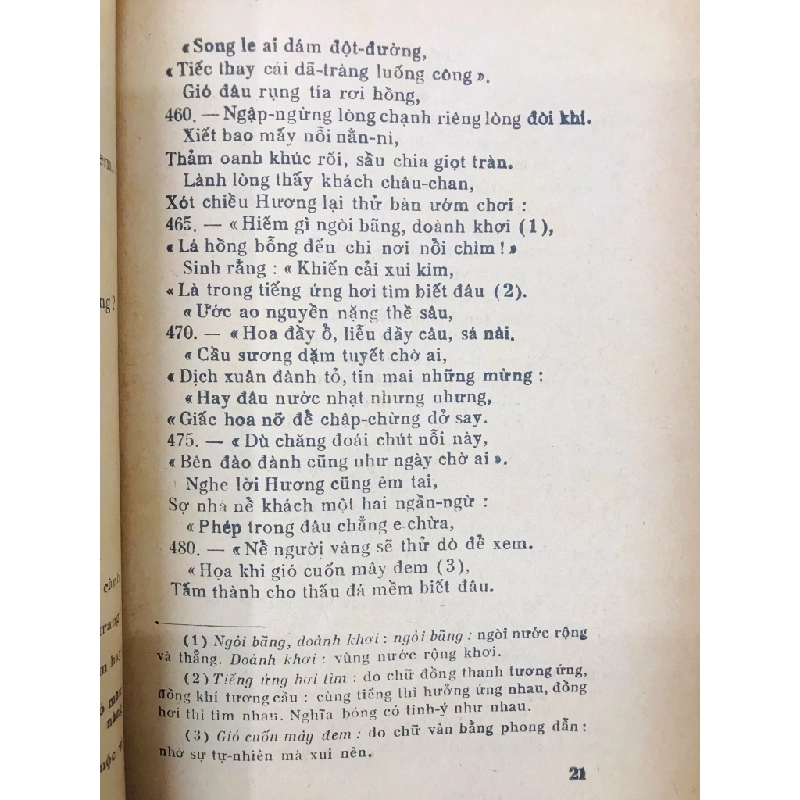 « Song le ai dám đột-đường,
« Tiếc thay cái dã-tràng luống công ».
Gió đâu rụng tía rơi hồng,
460. — Ngập-ngừng lòng chạnh riêng lòng đòi khi.
Xiết bao mấy nỗi nằn-nì,
Thảm oanh khúc rối, sầu chia giọt tràn.
Lành lòng thấy khách châu-chan,
Xót chiều Hương lại thử bàn ướm chơi :
465. — « Hiếm gì ngòi bãng, doành khơi (1),
« Lá hồng bỗng đến chi nơi nổi chìm ! »
Sinh rằng : « Khiến cải xui kim,
« Là trong tiếng ứng hơi tìm biết đâu (2).
« Ước ao nguyền nặng thề sâu,
470. — « Hoa đầy ổ, liễu đầy câu, sá nài.
« Cầu sương dặm tuyết chờ ai,
« Dịch xuân đành tỏ, tin mai những mừng :
« Hay đâu nước nhạt nhưng nhưng,
« Giấc hoa nỡ để chập-chừng dở say.
475. — « Dù chăng đoái chút nỗi này,
« Bên đào đành cũng như ngày chờ ai ».
Nghe lời Hương cũng êm tai,
Sợ nhà nề khách một hai ngần-ngừ :
« Phép trong đâu chẳng e chừa,
480. — « Nề người vàng sẽ thử dò để xem.
« Họa khi gió cuốn mây đem (3),
Tấm thành cho thấu đá mềm biết đâu.
(1) Ngòi bãng, doành khơi : ngòi bãng : ngòi nước rộng
và thẳng. Doành khơi : vùng nước rộng khơi.
(2) Tiếng ứng hơi tìm : do chữ đồng thanh tương ứng,
đồng khí tương cầu : cùng tiếng thì hưởng ứng nhau, đồng
hơi thì tìm nhau. Nghĩa bóng có tình-ý như nhau.
(3) Gió cuốn mây đem : do chữ vân bằng phong dẫn :
nhờ sự tự-nhiên mà xui nên.
21